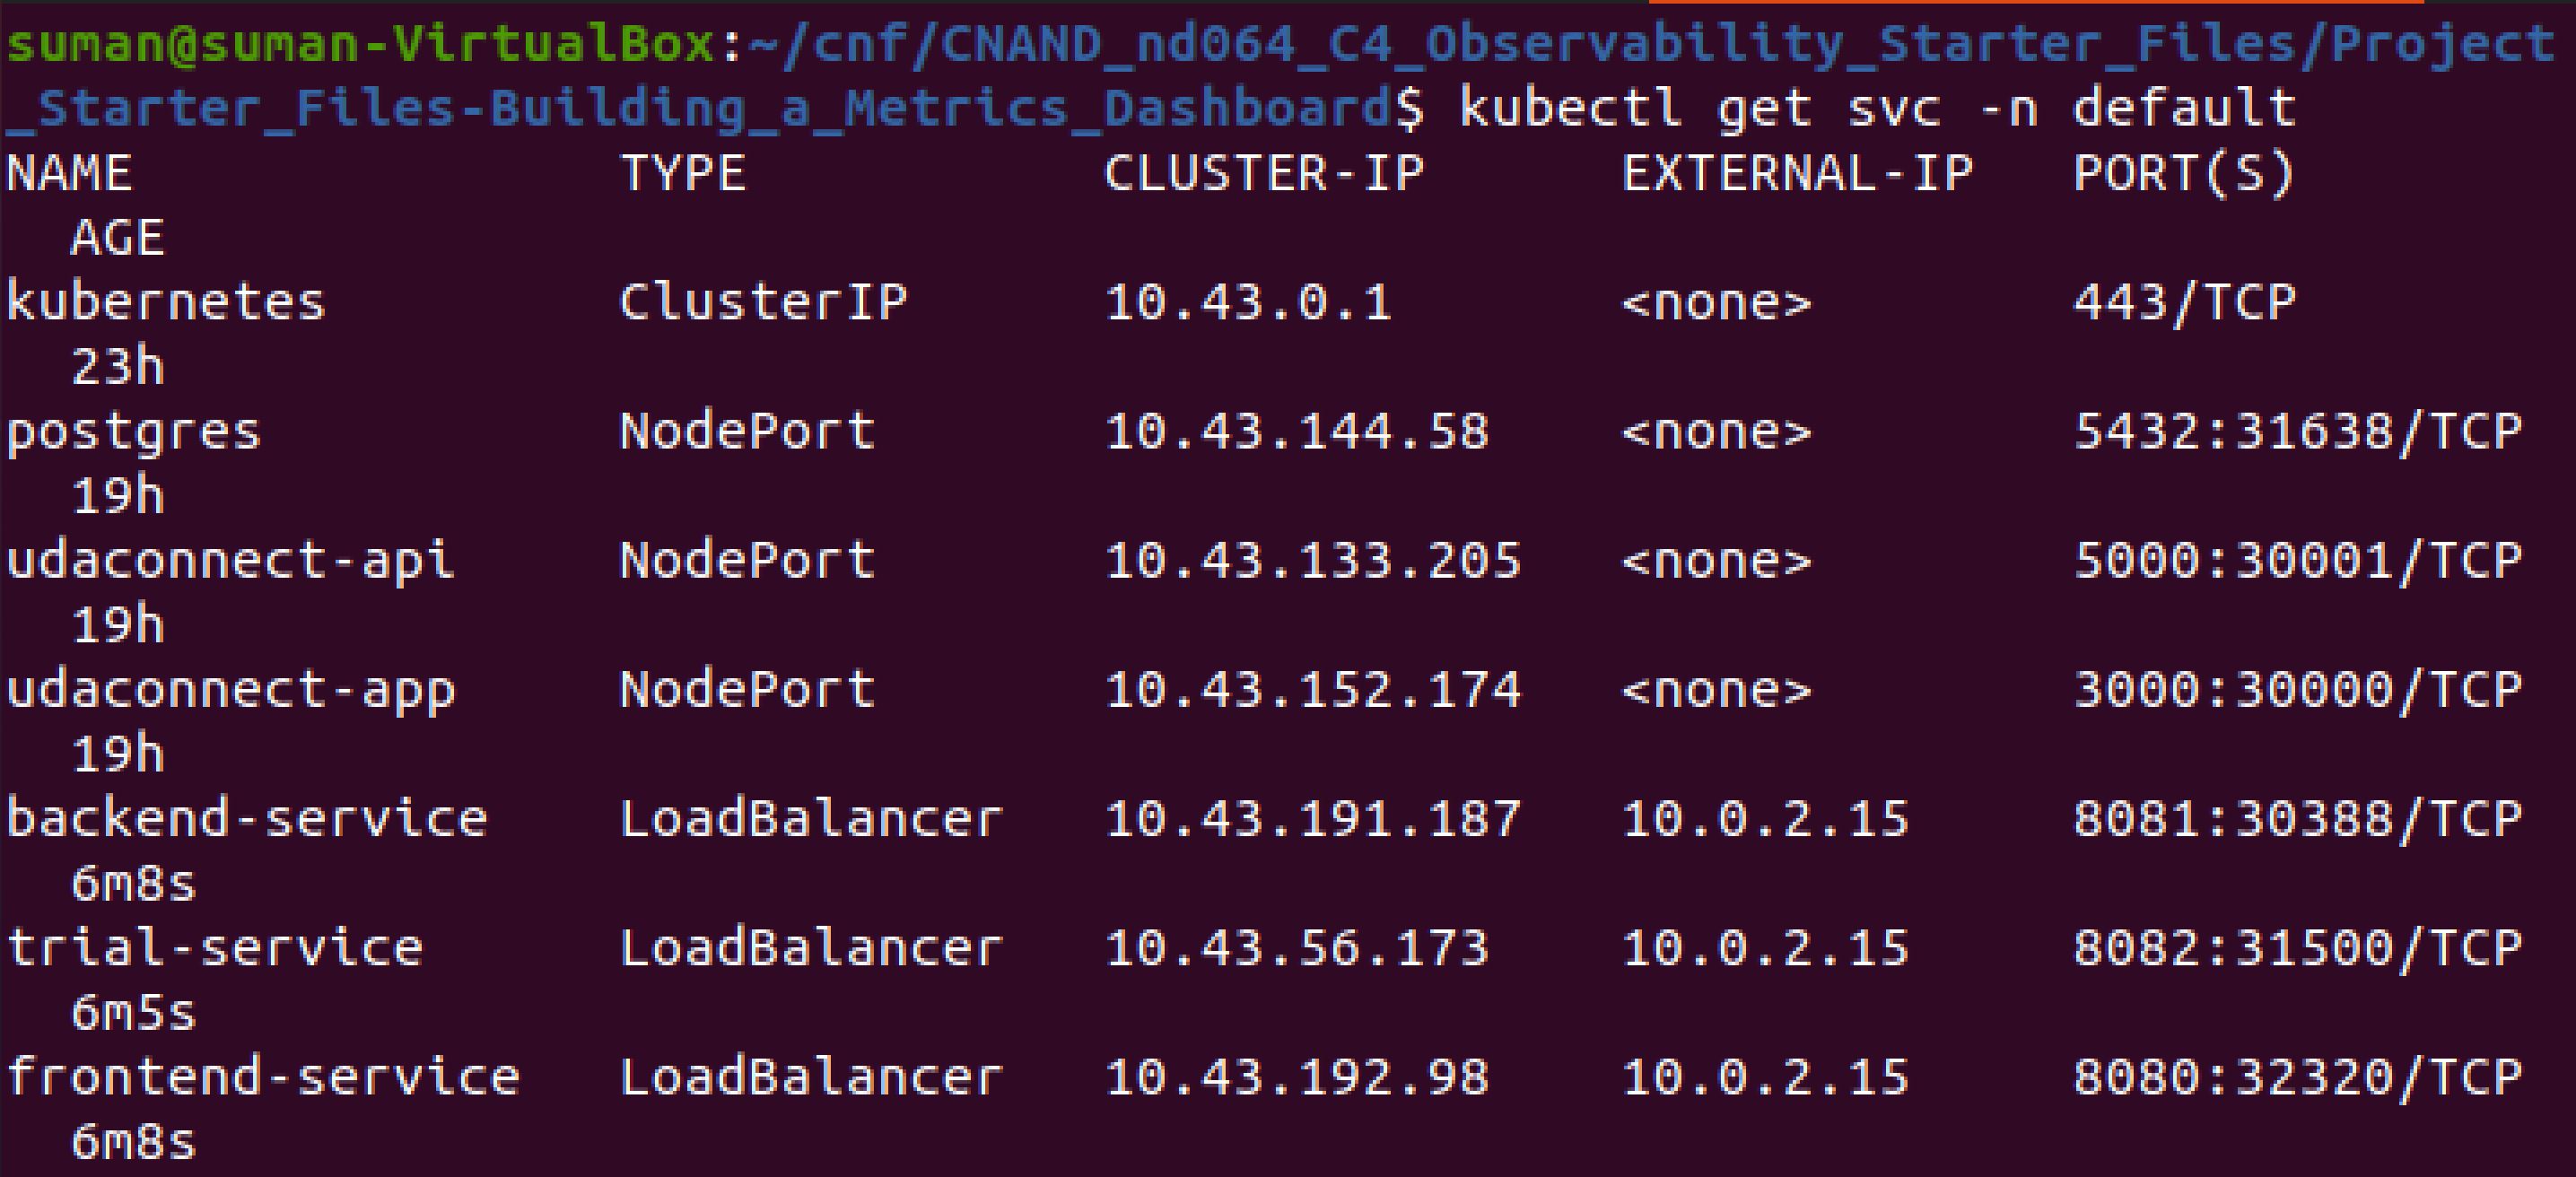 suman@suman-VirtualBox:~/cnf/CNAND_nd064_C4_Observability_Starter_Files/Project
_Starter_Files-Building_a_Metrics_Dashboard$ kubectl get svc -n default
NAME               TYPE           CLUSTER-IP      EXTERNAL-IP   PORT(S)
  AGE
kubernetes         ClusterIP      10.43.0.1       <none>        443/TCP
  23h
postgres           NodePort       10.43.144.58    <none>        5432:31638/TCP
  19h
udaconnect-api     NodePort       10.43.133.205   <none>        5000:30001/TCP
  19h
udaconnect-app     NodePort       10.43.152.174   <none>        3000:30000/TCP
  19h
backend-service    LoadBalancer   10.43.191.187   10.0.2.15     8081:30388/TCP
  6m8s
trial-service      LoadBalancer   10.43.56.173    10.0.2.15     8082:31500/TCP
  6m5s
frontend-service   LoadBalancer   10.43.192.98    10.0.2.15     8080:32320/TCP
  6m8s